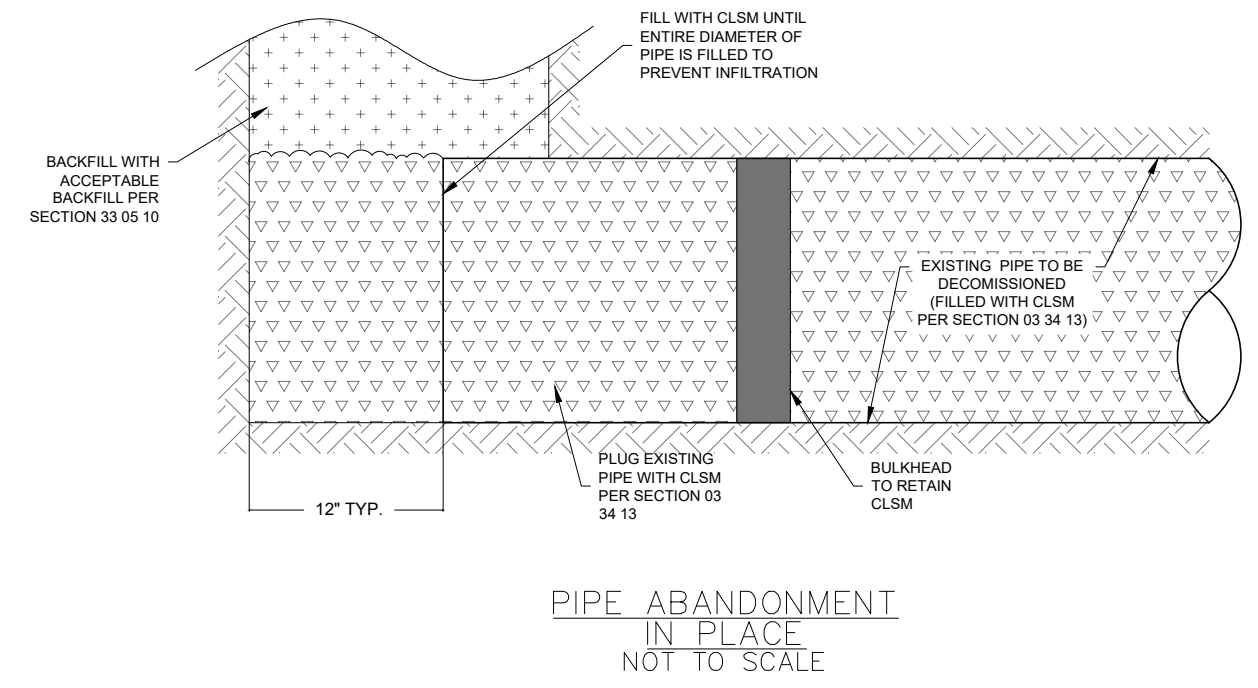 FILL WITH CLSM UNTIL
ENTIRE DIAMETER OF
PIPE IS FILLED TO
PREVENT INFILTRATION
BACKFILL WITH
ACCEPTABLE
BACKFILL PER
SECTION 33 05 10
EXISTING PIPE TO BE
DECOMISSIONED
(FILLED WITH CLSM
PER SECTION 03 34 13)
PLUG EXISTING
PIPE WITH CLSM
PER SECTION 03
34 13
BULKHEAD
TO RETAIN
CLSM
12" TYP.
PIPE ABANDONMENT
IN PLACE
NOT TO SCALE